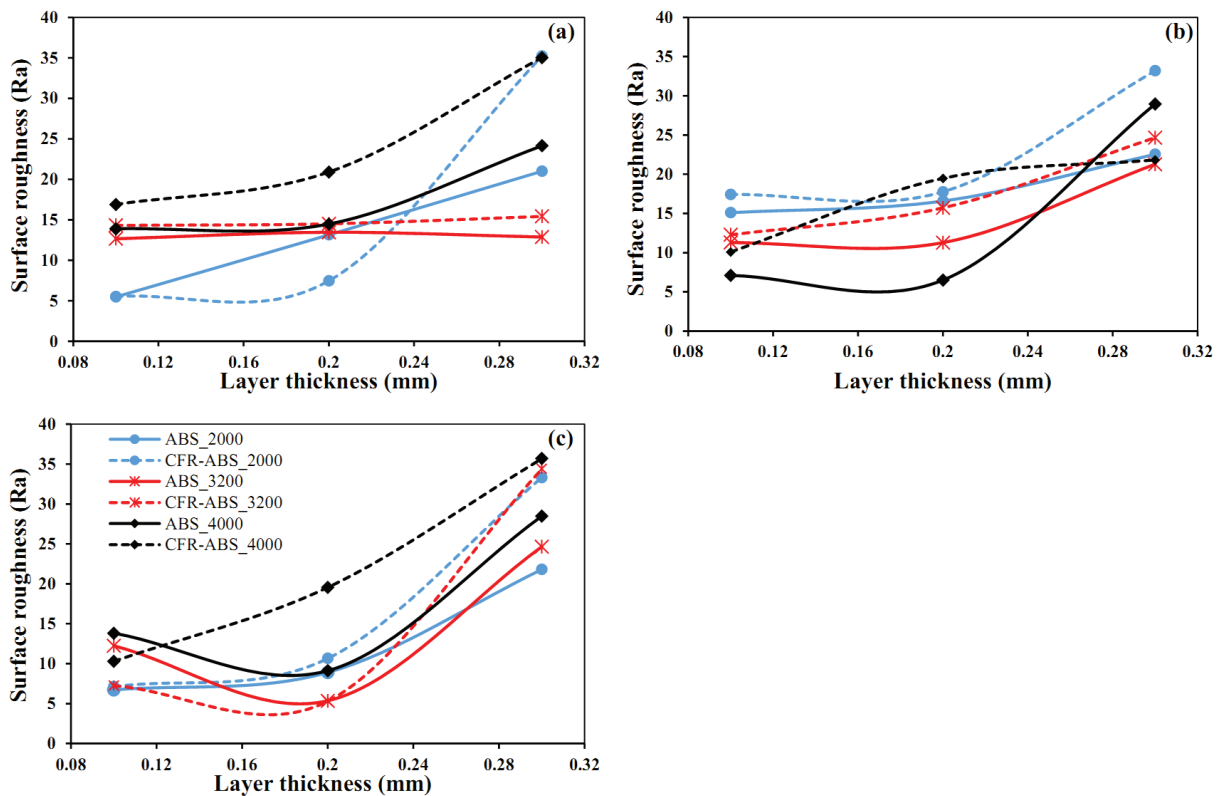 (a)
Surface roughness (Ra)
40
35
30
25
20
15
10
5
0
0.08 0.12 0.16 0.2 0.24 0.28 0.32
Layer thickness (mm)
(b)
Surface roughness (Ra)
40
35
30
25
20
15
10
5
0
0.08 0.12 0.16 0.2 0.24 0.28 0.32
Layer thickness (mm)
(c)
Surface roughness (Ra)
40
35
30
25
20
15
10
5
0
ABS_2000
CFR-ABS_2000
ABS_3200
CFR-ABS_3200
ABS_4000
CFR-ABS_4000
0.08 0.12 0.16 0.20 0.24 0.28 0.32
Layer thickness (mm)